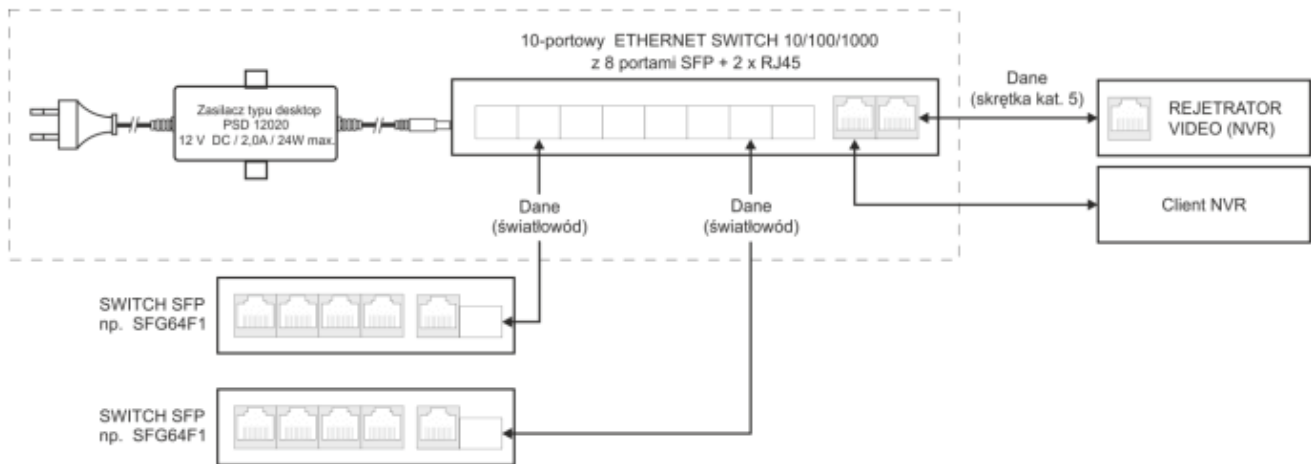 10-portowy ETHERNET SWITCH 10/100/1000
z 8 portami SFP + 2 x RJ45
Zasilacz typu desktop
PSD 12020
12 V DC / 2,0A / 24W max.
Dane
(skrętka kat. 5)
REJETRATOR
VIDEO (NVR)
Client NVR
Dane
(światłowód)
Dane
(światłowód)
SWITCH SFP
np. SFG64F1
SWITCH SFP
np. SFG64F1